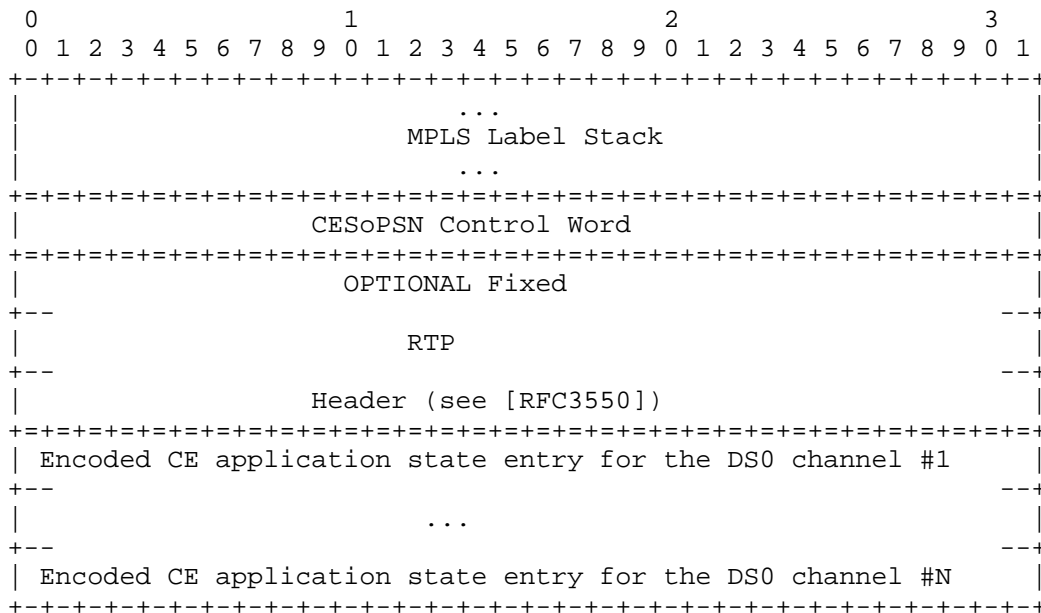 0                   1                   2                   3
0 1 2 3 4 5 6 7 8 9 0 1 2 3 4 5 6 7 8 9 0 1 2 3 4 5 6 7 8 9 0 1
+-+-+-+-+-+-+-+-+-+-+-+-+-+-+-+-+-+-+-+-+-+-+-+-+-+-+-+-+-+-+-+-+
|                           ...                                 |
|                        MPLS Label Stack                       |
|                           ...                                 |
+=+=+=+=+=+=+=+=+=+=+=+=+=+=+=+=+=+=+=+=+=+=+=+=+=+=+=+=+=+=+=+=+
|                  CESoPSN Control Word                         |
+=+=+=+=+=+=+=+=+=+=+=+=+=+=+=+=+=+=+=+=+=+=+=+=+=+=+=+=+=+=+=+=+
|                    OPTIONAL Fixed                             |
+--                                                           --+
|                        RTP                                    |
+--                                                           --+
|                  Header (see [RFC3550])                       |
+=+=+=+=+=+=+=+=+=+=+=+=+=+=+=+=+=+=+=+=+=+=+=+=+=+=+=+=+=+=+=+=+
| Encoded CE application state entry for the DS0 channel #1     |
+--                                                           --+
|                         ...                                   |
+--                                                           --+
| Encoded CE application state entry for the DS0 channel #N     |
+-+-+-+-+-+-+-+-+-+-+-+-+-+-+-+-+-+-+-+-+-+-+-+-+-+-+-+-+-+-+-+-+